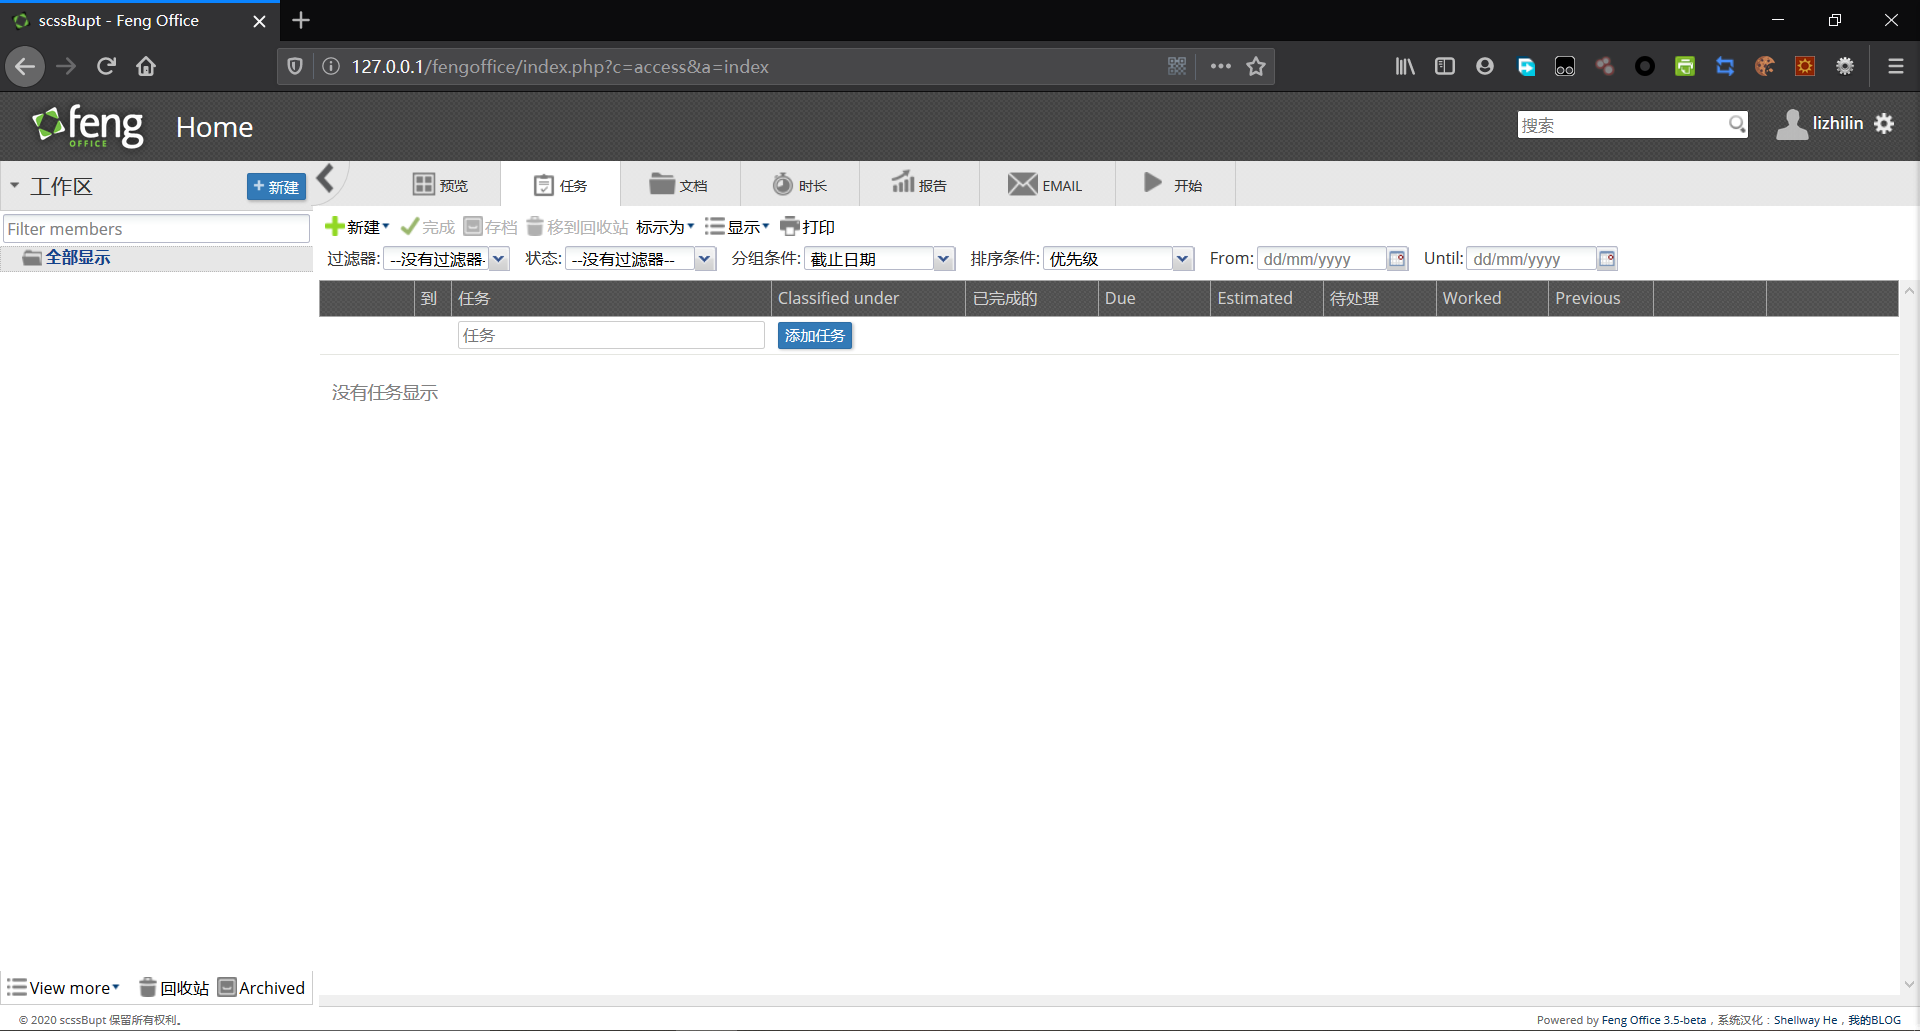 scssBupt - Feng Office
127.0.0.1/fengoffice/index.php?c=access&a=index
feng OFFICE Home 搜索 lizhilin
工作区 + 新建 预览 任务 文档 时长 报告 EMAIL 开始
Filter members 新建 完成 存档 移到回收站 标示为 显示 打印
全部显示 过滤器: --没有过滤器- 状态: --没有过滤器-- 分组条件: 截止日期 排序条件: 优先级 From: dd/mm/yyyy Until: dd/mm/yyyy
到 任务 Classified under 已完成的 Due Estimated 待处理 Worked Previous
任务 添加任务
没有任务显示
View more 回收站 Archived
© 2020 scssBupt 保留所有权利。 Powered by Feng Office 3.5-beta，系统汉化：Shellway He，我的BLOG